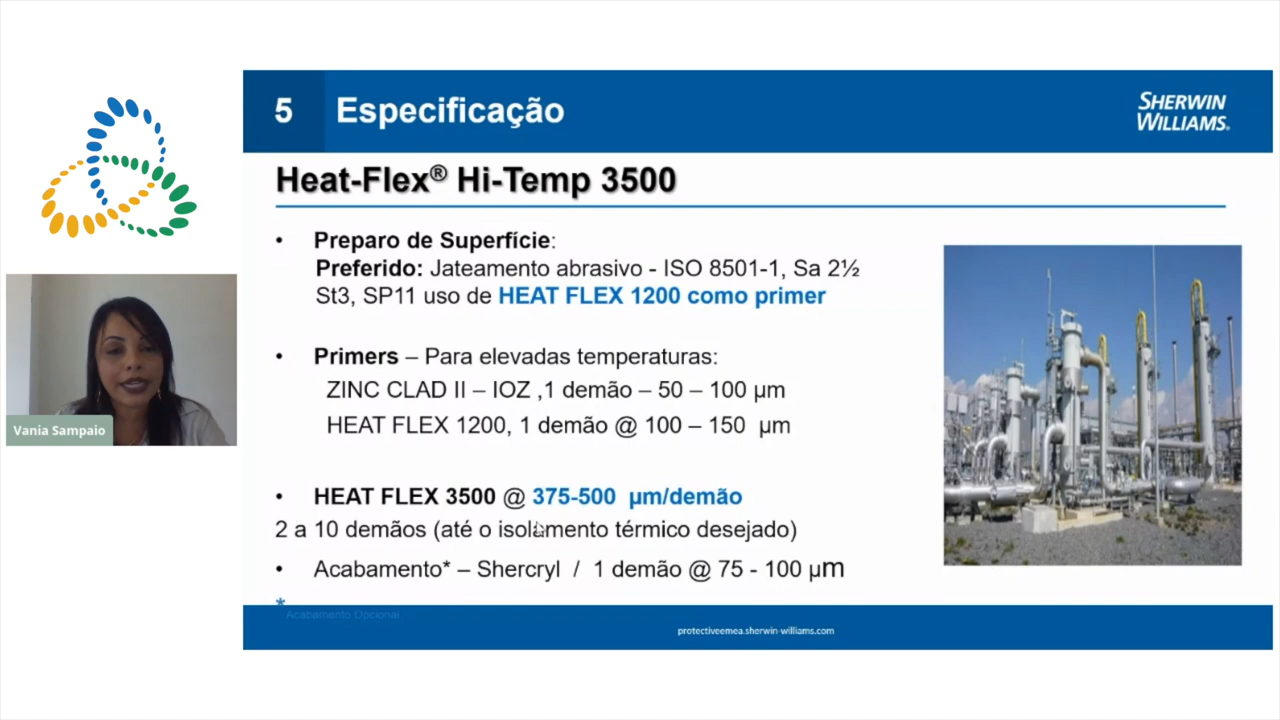 5 Especificação
SHERWIN
WILLIAMS.
Heat-Flex® Hi-Temp 3500
• Preparo de Superfície:
Preferido: Jateamento abrasivo - ISO 8501-1, Sa 2½
St3, SP11 uso de HEAT FLEX 1200 como primer
• Primers – Para elevadas temperaturas:
ZINC CLAD II – IOZ ,1 demão – 50 – 100 µm
HEAT FLEX 1200, 1 demão @ 100 – 150 µm
Vania Sampaio
• HEAT FLEX 3500 @ 375-500 µm/demão
2 a 10 demãos (até o isolamento térmico desejado)
• Acabamento* – Shercryl / 1 demão @ 75 - 100 µm
*
Acabamento Opcional
protectiveemea.sherwin-williams.com